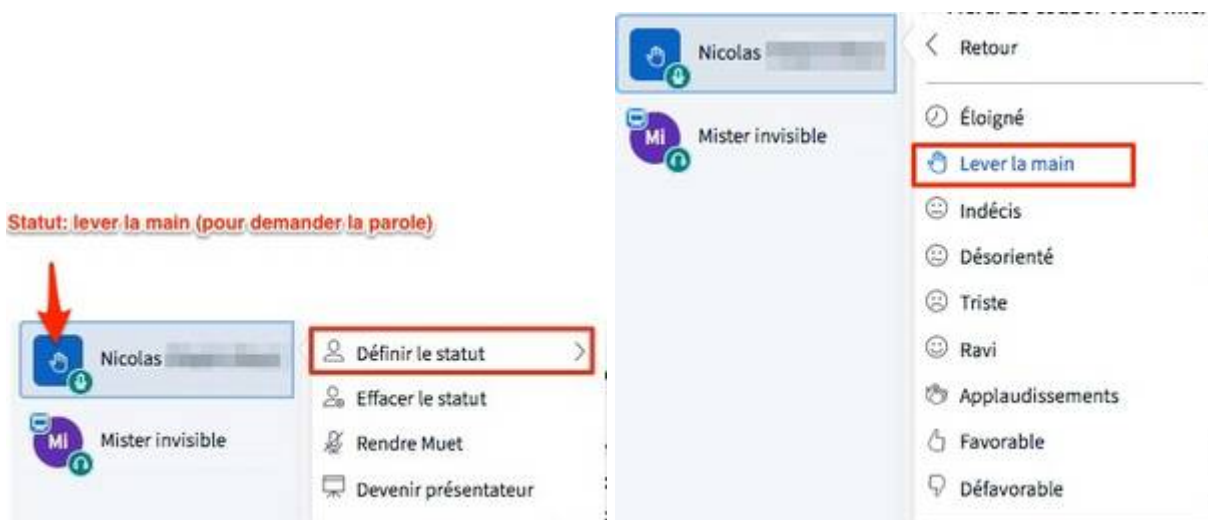 Statut: lever la main (pour demander la parole)
Nicolas
Mi
Mister invisible
Définir le statut
Effacer le statut
Rendre Muet
Devenir présentateur
Nicolas
Mi
Mister invisible
Retour
Éloigné
Lever la main
Indécis
Désorienté
Triste
Ravi
Applaudissements
Favorable
Défavorable